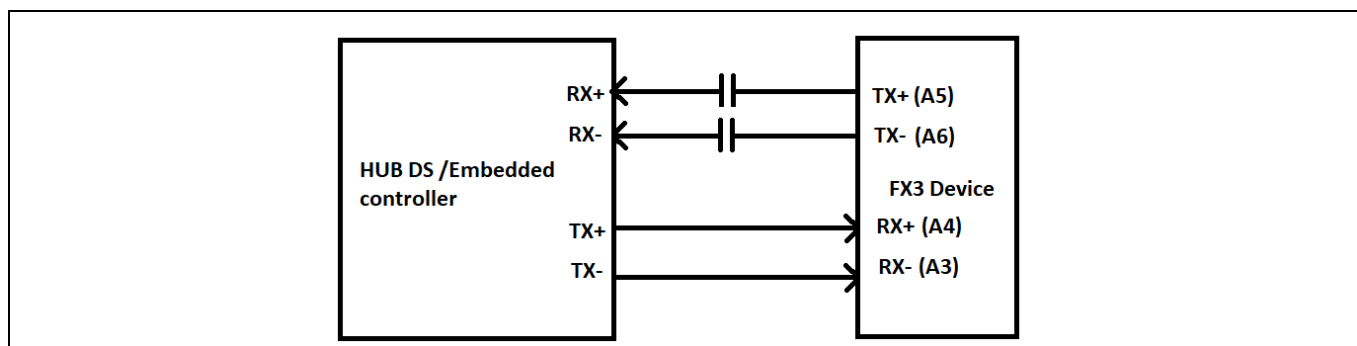 RX+
RX-
HUB DS /Embedded
controller
TX+
TX-
TX+ (A5)
TX- (A6)
FX3 Device
RX+ (A4)
RX- (A3)